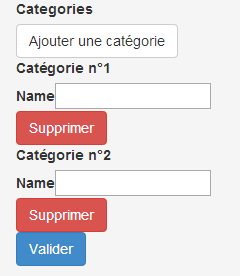 Categories
Ajouter une catégorie
Catégorie n°1
Name
Supprimer
Catégorie n°2
Name
Supprimer
Valider